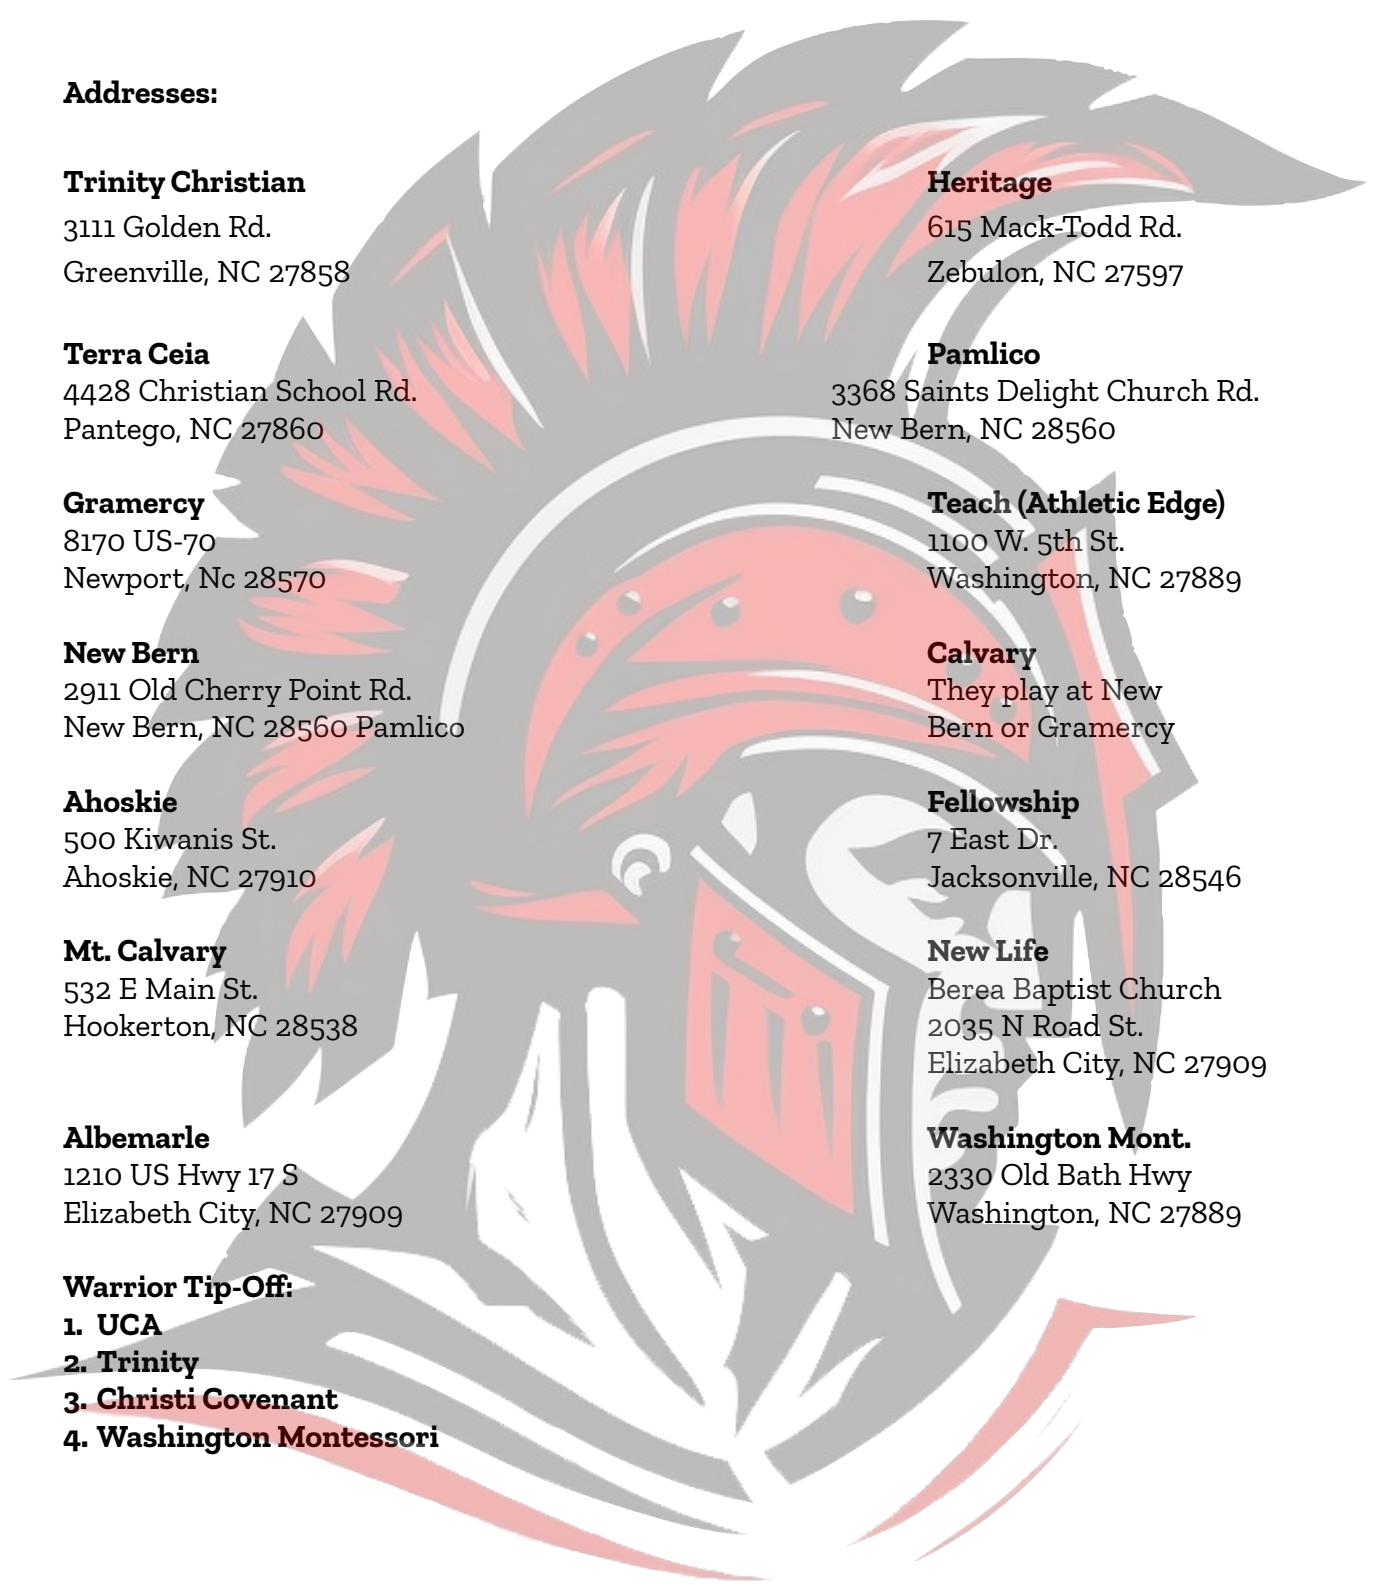 Addresses:
Trinity Christian
3111 Golden Rd.
Greenville, NC 27858
Terra Ceia
4428 Christian School Rd.
Pantego, NC 27860
Gramercy
8170 US-70
Newport, Nc 28570
New Bern
2911 Old Cherry Point Rd.
New Bern, NC 28560 Pamlico
Ahoskie
500 Kiwanis St.
Ahoskie, NC 27910
Mt. Calvary
532 E Main St.
Hookerton, NC 28538
Albemarle
1210 US Hwy 17 S
Elizabeth City, NC 27909
Warrior Tip-Off:
1. UCA
2. Trinity
3. Christi Covenant
4. Washington Montessori
Heritage
615 Mack-Todd Rd.
Zebulon, NC 27597
Pamlico
3368 Saints Delight Church Rd.
New Bern, NC 28560
Teach (Athletic Edge)
1100 W. 5th St.
Washington, NC 27889
Calvary
They play at New
Bern or Gramercy
Fellowship
7 East Dr.
Jacksonville, NC 28546
New Life
Berea Baptist Church
2035 N Road St.
Elizabeth City, NC 27909
Washington Mont.
2330 Old Bath Hwy
Washington, NC 27889